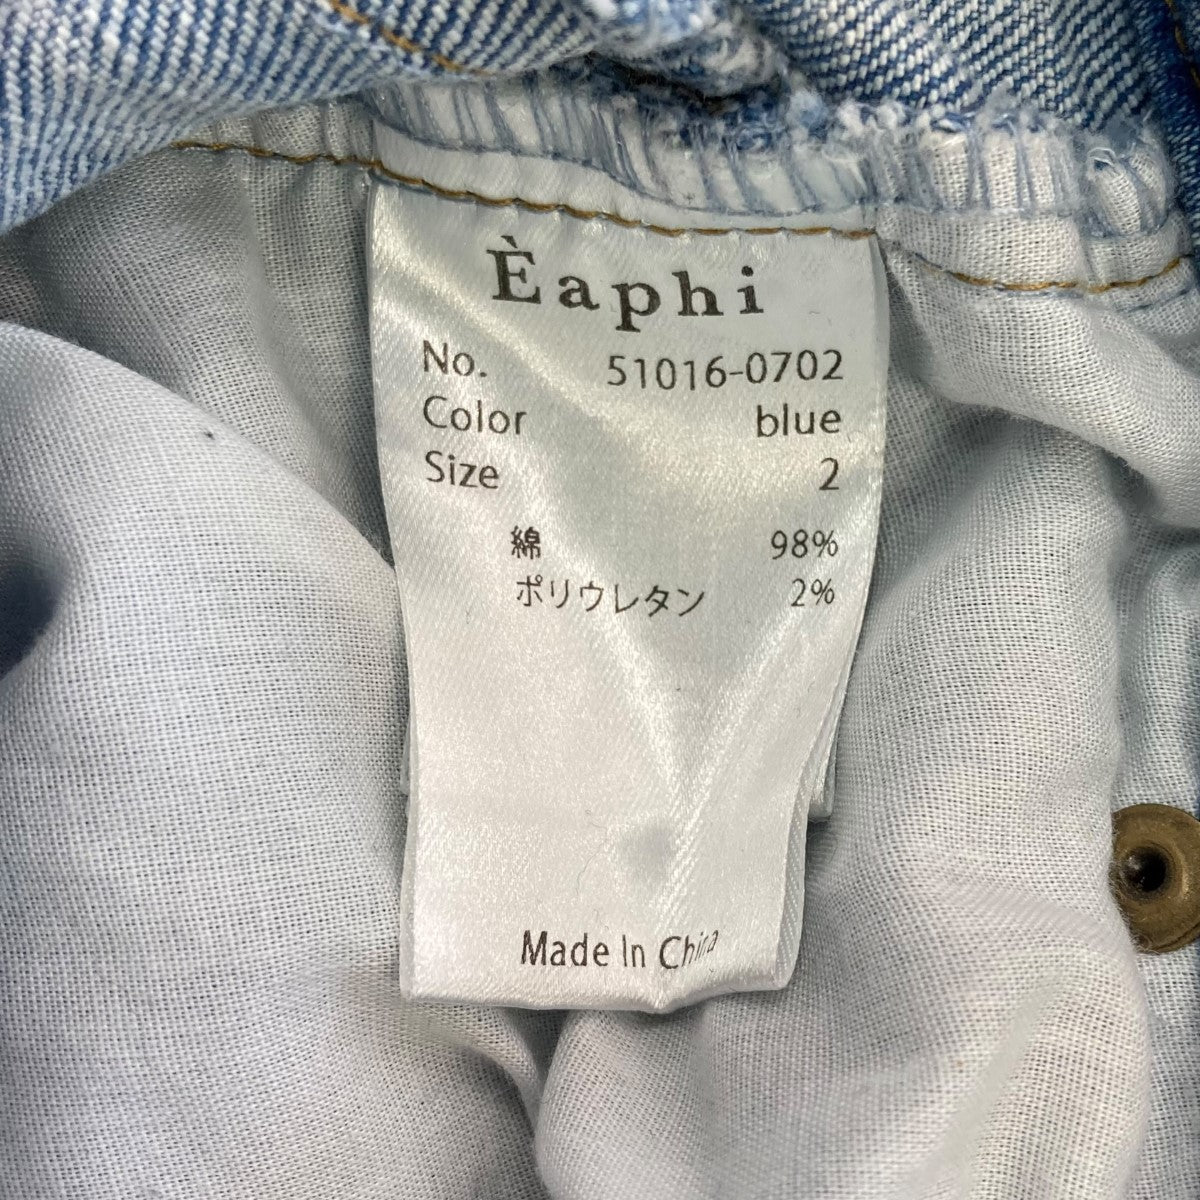 Èaphi
No. 51016-0702
Color blue
Size 2
綿 98%
ポリウレタン 2%
Made In China